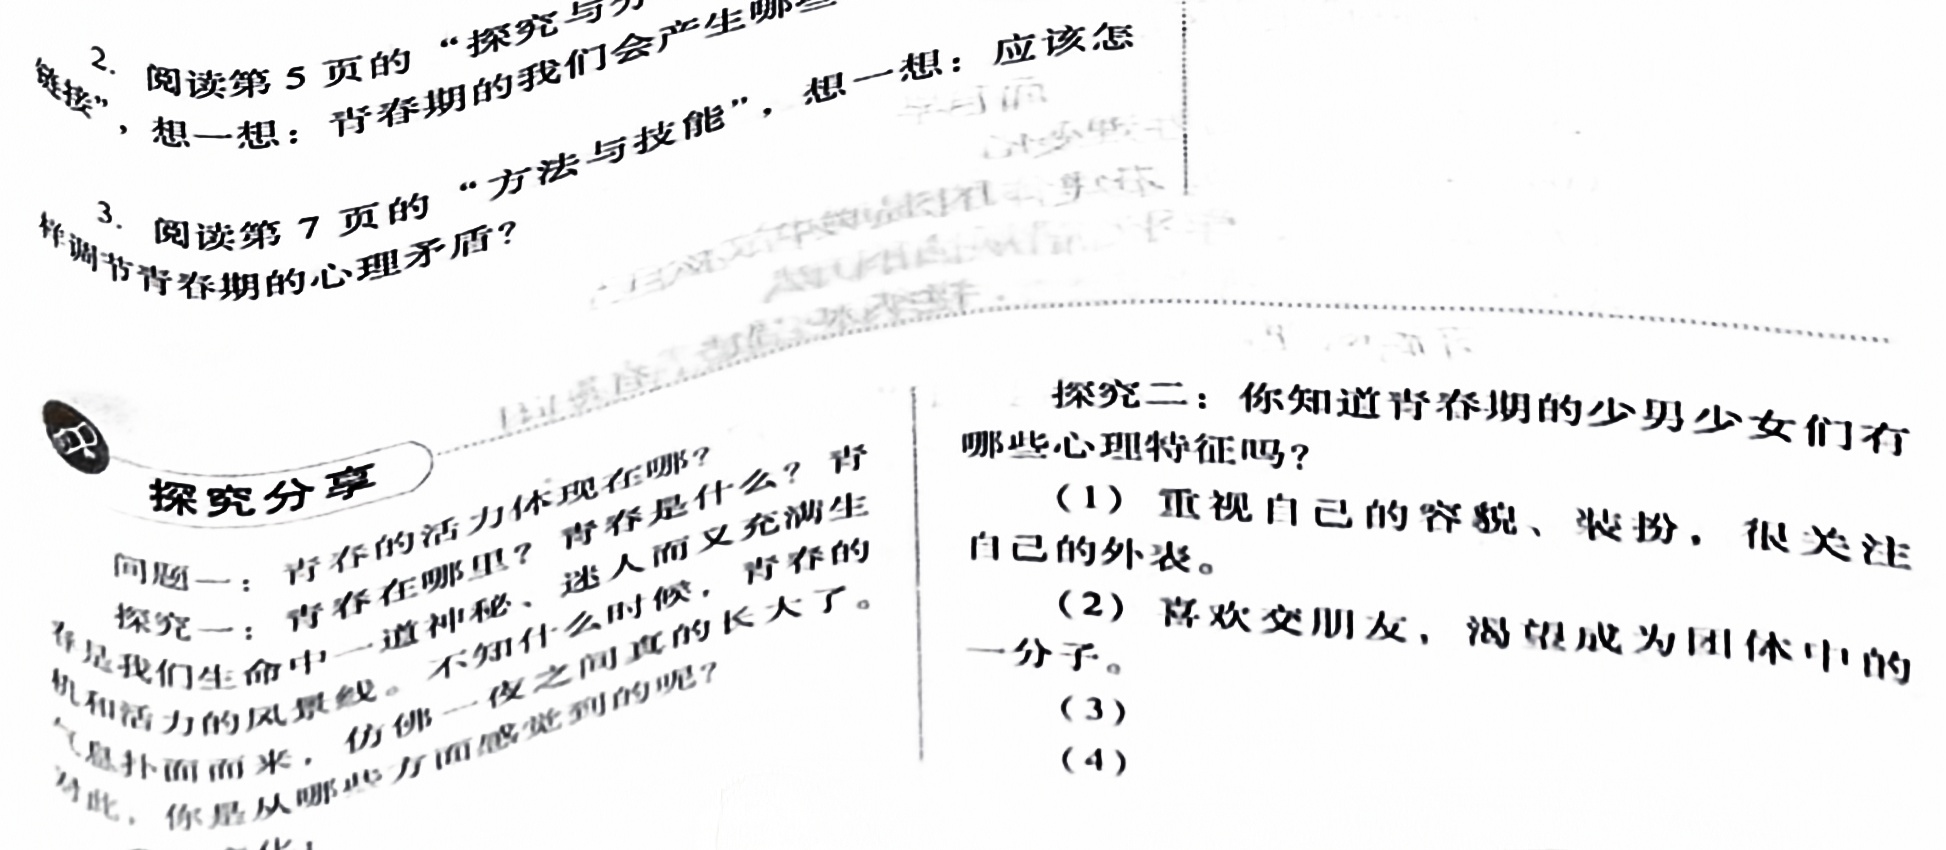 2. 阅读第 5 页的“探究与分
链接”，想一想：青春期的我们会产生哪些
3. 阅读第 7 页的“方法与技能”，想一想：应该怎
样调节青春期的心理矛盾？
探究分享
问题一：青春的活力体现在哪？
探究一：青春在哪里？青春是什么？青
春是我们生命中一道神秘、迷人而又充满生
机和活力的风景线。不知什么时候，青春的
气息扑面而来，仿佛一夜之间真的长大了。
对此，你是从哪些方面感觉到的呢？
探究二：你知道青春期的少男少女们有
哪些心理特征吗？
（1）重视自己的容貌、装扮，很关注
自己的外表。
（2）喜欢交朋友，渴望成为团体中的
一分子。
（3）
（4）